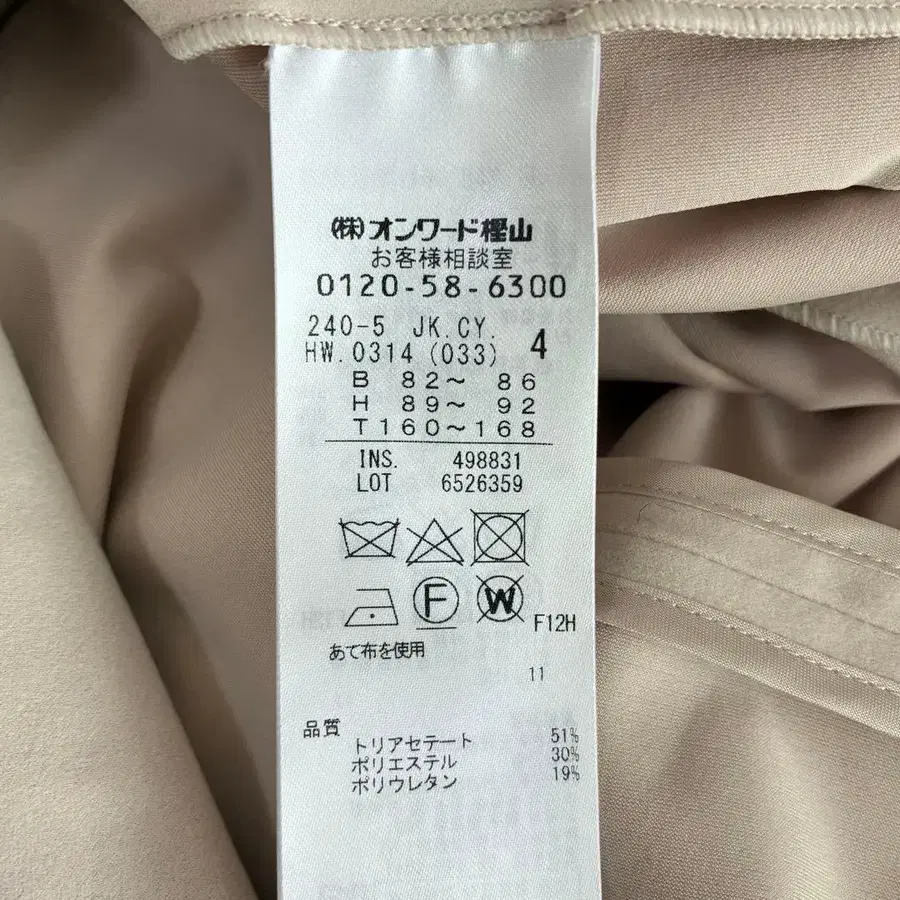 (株)オンワード樫山
お客様相談室
0120-58-6300
240-5 JK.CY.
HW.0314 (033) 4
B 82～ 86
H 89～ 92
T160～168
INS. 498831
LOT 6526359
F W F12H
あて布を使用
11
品質
トリアセテート 51%
ポリエステル 30%
ポリウレタン 19%